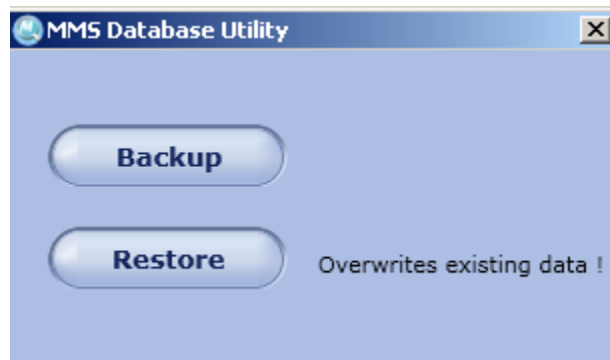 MMS Database Utility
Backup
Restore
Overwrites existing data !